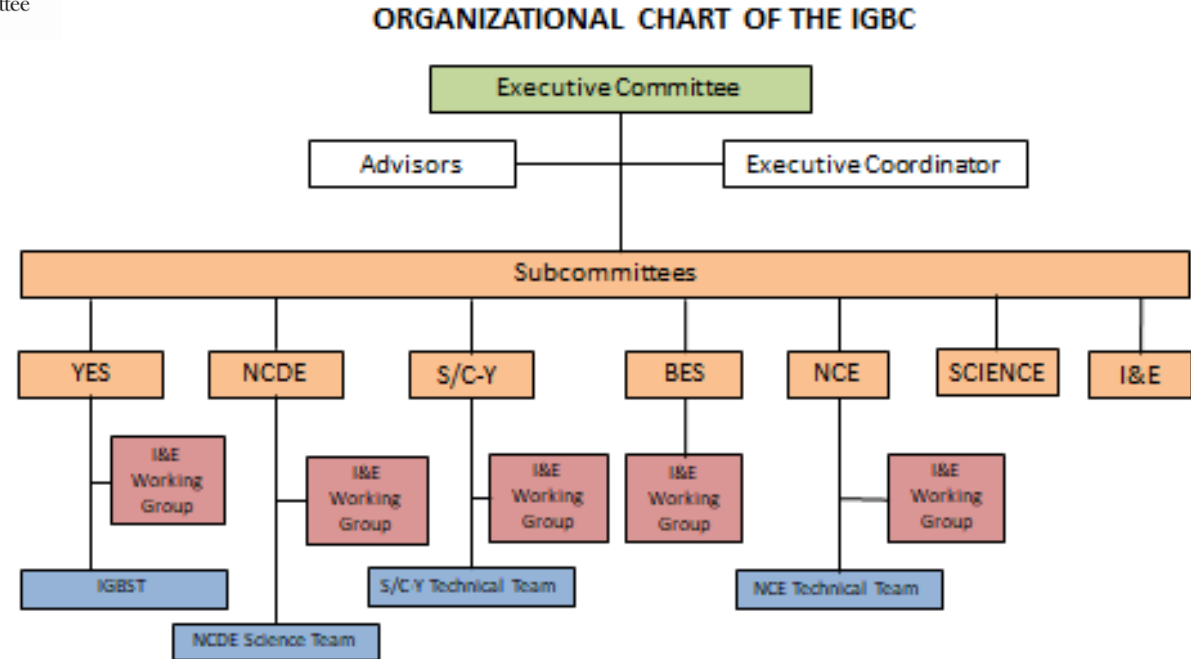 ttee
ORGANIZATIONAL CHART OF THE IGBC
Executive Committee
Advisors
Executive Coordinator
Subcommittees
YES
NCDE
S/C-Y
BES
NCE
SCIENCE
I&E
I&E
Working
Group
I&E
Working
Group
I&E
Working
Group
I&E
Working
Group
I&E
Working
Group
IGBST
S/C-Y Technical Team
NCE Technical Team
NCDE Science Team